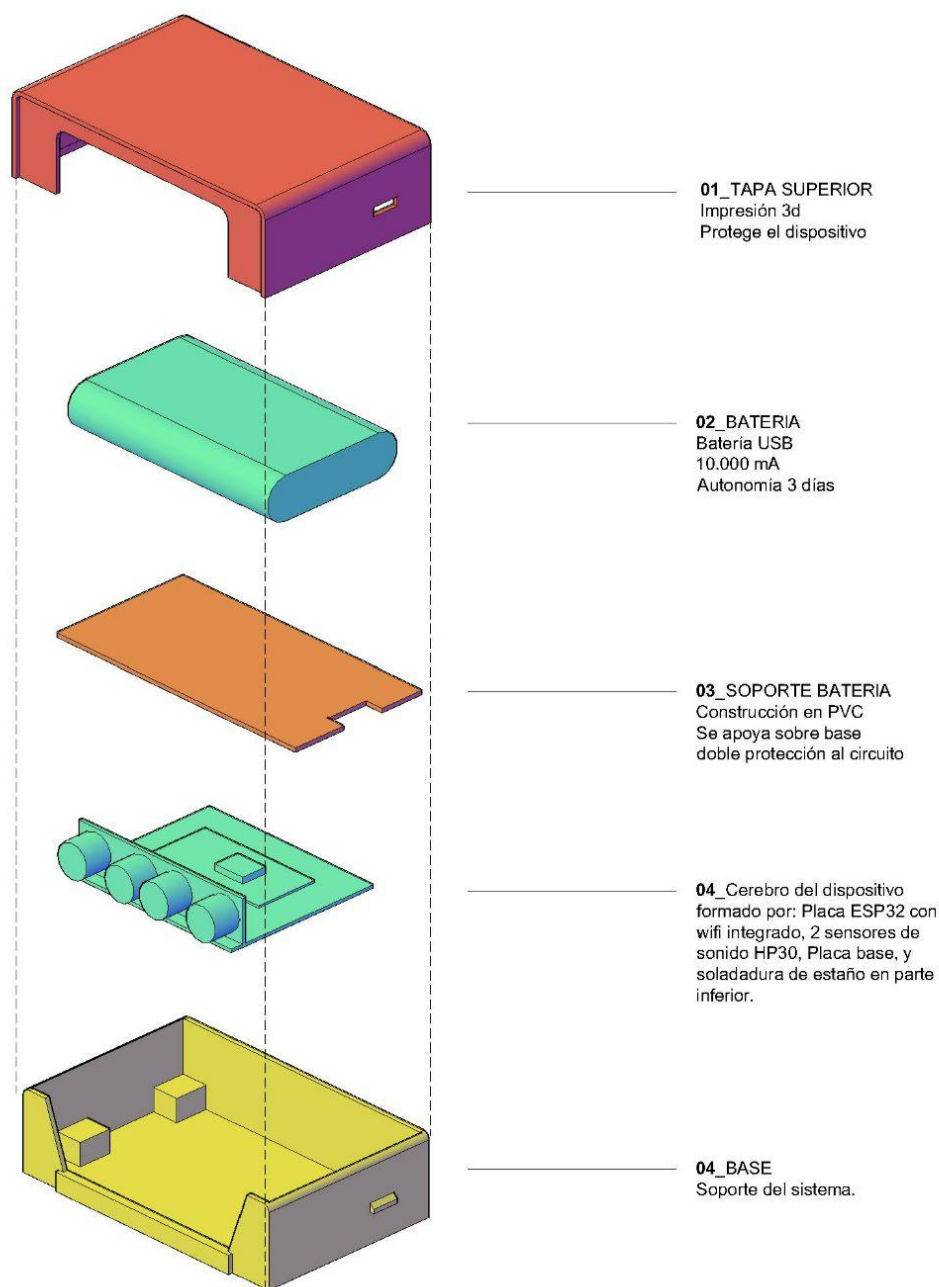 01_TAPA SUPERIOR
Impresión 3d
Protege el dispositivo
02_BATERIA
Batería USB
10.000 mA
Autonomía 3 días
03_SOPORTE BATERIA
Construcción en PVC
Se apoya sobre base
doble protección al circuito
04_Cerebro del dispositivo
formado por: Placa ESP32 con
wifi integrado, 2 sensores de
sonido HP30, Placa base, y
soladadura de estaño en parte
inferior.
04_BASE
Soporte del sistema.